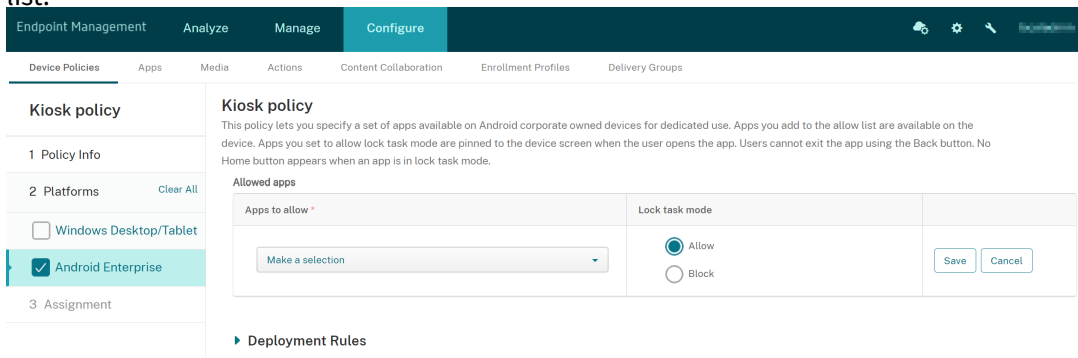 list.
Endpoint Management Analyze Manage Configure
Device Policies Apps Media Actions Content Collaboration Enrollment Profiles Delivery Groups
Kiosk policy
1 Policy Info
2 Platforms Clear All
Windows Desktop/Tablet
Android Enterprise
3 Assignment
Kiosk policy
This policy lets you specify a set of apps available on Android corporate owned devices for dedicated use. Apps you add to the allow list are available on the
device. Apps you set to allow lock task mode are pinned to the device screen when the user opens the app. Users cannot exit the app using the Back button. No
Home button appears when an app is in lock task mode.
Allowed apps
Apps to allow * Lock task mode
Make a selection
Allow
Block
Save Cancel
Deployment Rules